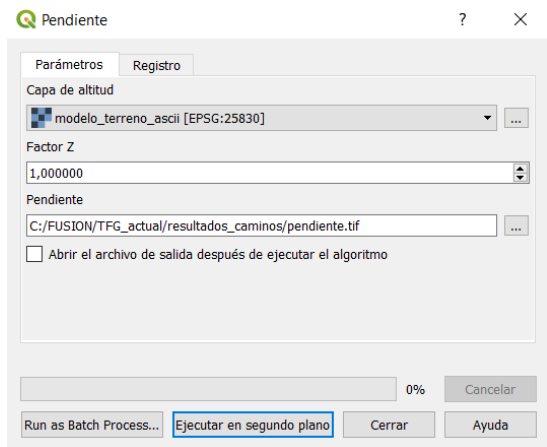 Pendiente
? ×
Parámetros Registro
Capa de altitud
modelo_terreno_ascii [EPSG:25830]
...
Factor Z
1,000000
Pendiente
C:/FUSION/TFG_actual/resultados_caminos/pendiente.tif
...
Abrir el archivo de salida después de ejecutar el algoritmo
0% Cancelar
Run as Batch Process... Ejecutar en segundo plano Cerrar Ayuda